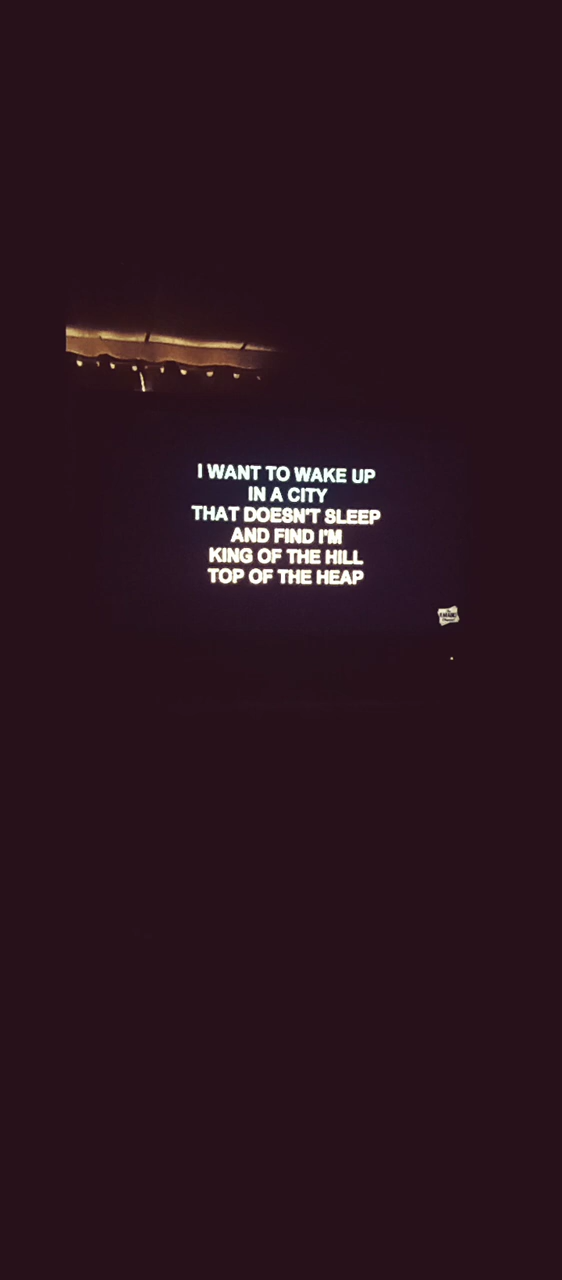 I WANT TO WAKE UP
IN A CITY
THAT DOESN'T SLEEP
AND FIND I'M
KING OF THE HILL
TOP OF THE HEAP